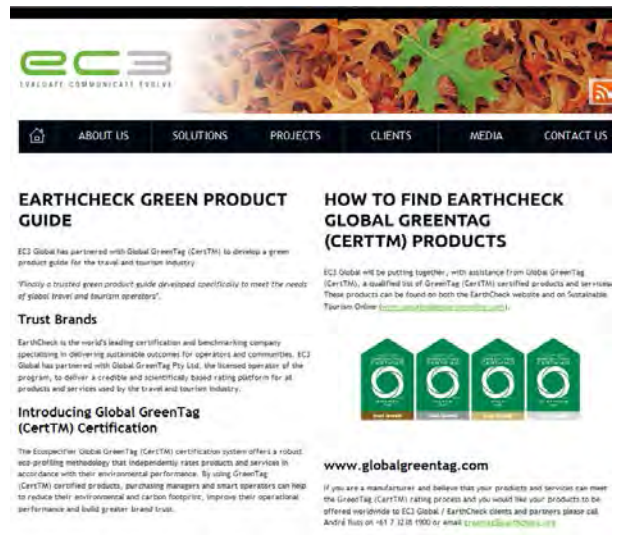 ec3
EVALUATE COMMUNICATE EVOLVE
ABOUT US SOLUTIONS PROJECTS CLIENTS MEDIA CONTACT US
EARTHCHECK GREEN PRODUCT
GUIDE
EC3 Global has partnered with Global GreenTag (CertTM) to develop a green
product guide for the travel and tourism industry.
"Finally a trusted green product guide developed specifically to meet the needs
of global travel and tourism operators".
Trust Brands
EarthCheck is the world's leading certification and benchmarking company
specialising in delivering sustainable outcomes for operators and communities. EC3
Global has partnered with Global GreenTag Pty Ltd, the licensed operator of the
program, to deliver a credible and scientifically based rating platform for all
products and services used by the travel and tourism industry.
Introducing Global GreenTag
(CertTM) Certification
The Ecospecifier Global GreenTag (CertTM) certification system offers a robust
eco-profiling methodology that independently rates products and services in
accordance with their environmental performance. By using GreenTag
(CertTM) certified products, purchasing managers and smart operators can help
to reduce their environmental and carbon footprint, improve their operational
performance and build greater brand trust.
HOW TO FIND EARTHCHECK
GLOBAL GREENTAG
(CERTTM) PRODUCTS
EC3 Global will be putting together, with assistance from Global GreenTag
(CertTM), a qualified list of GreenTag (CertTM) certified products and services.
These products can be found on both the EarthCheck website and on Sustainable
Tourism Online
www.globalgreentag.com
If you are a manufacturer and believe that your products and services can meet
the GreenTag (CertTM) rating process and you would like your products to be
offered worldwide to EC3 Global / EarthCheck clients and partners please call
André Russ on +61 7 3238 1900 or email